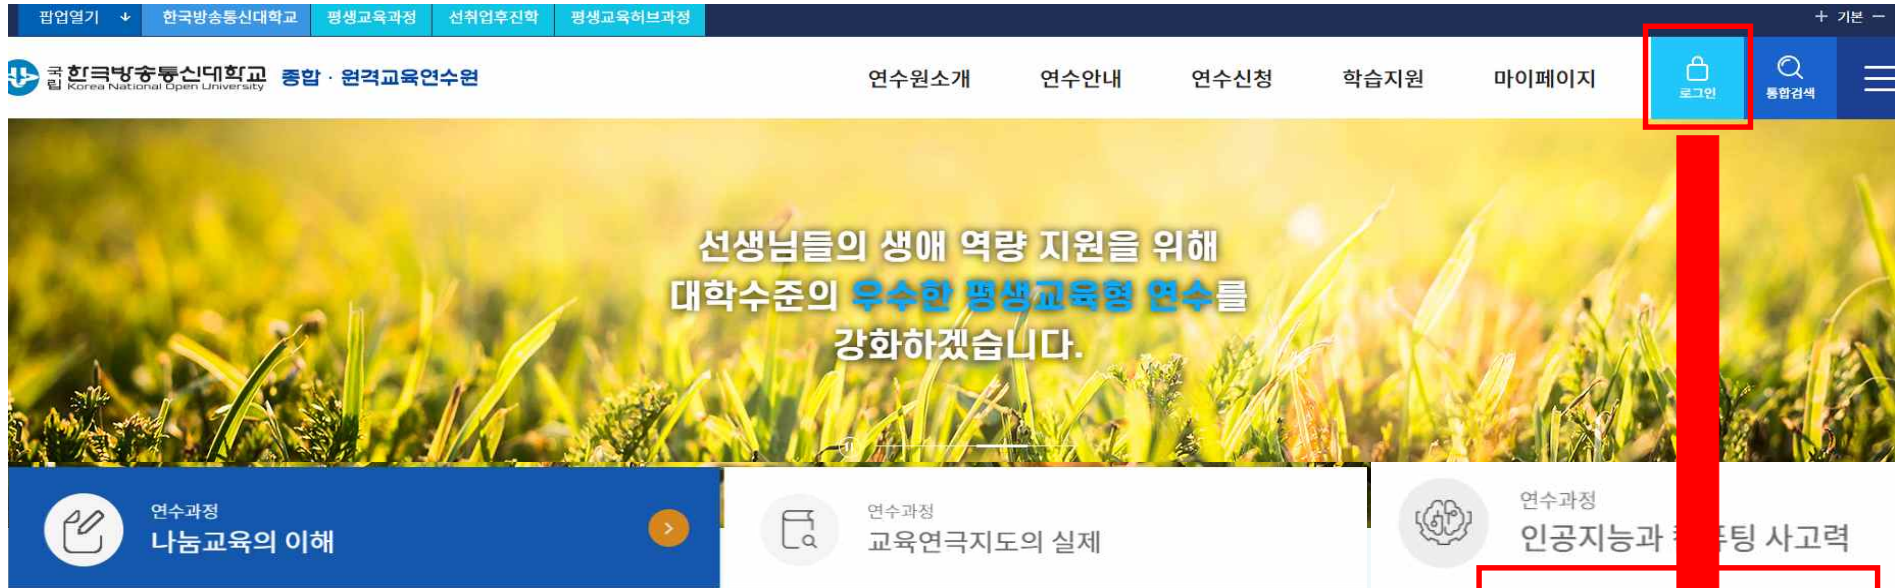 팝업열기
한국방송통신대학교
평생교육과정
선취업후진학
평생교육허브과정
+ 기본 −
국립 한국방송통신대학교 종합 · 원격교육연수원
Korea National Open University
연수원소개
연수안내
연수신청
학습지원
마이페이지
로그인
통합검색
선생님들의 생애 역량 지원을 위해
대학수준의 우수한 평생교육형 연수를
강화하겠습니다.
연수과정
나눔교육의 이해
연수과정
교육연극지도의 실제
연수과정
인공지능과 팅 사고력